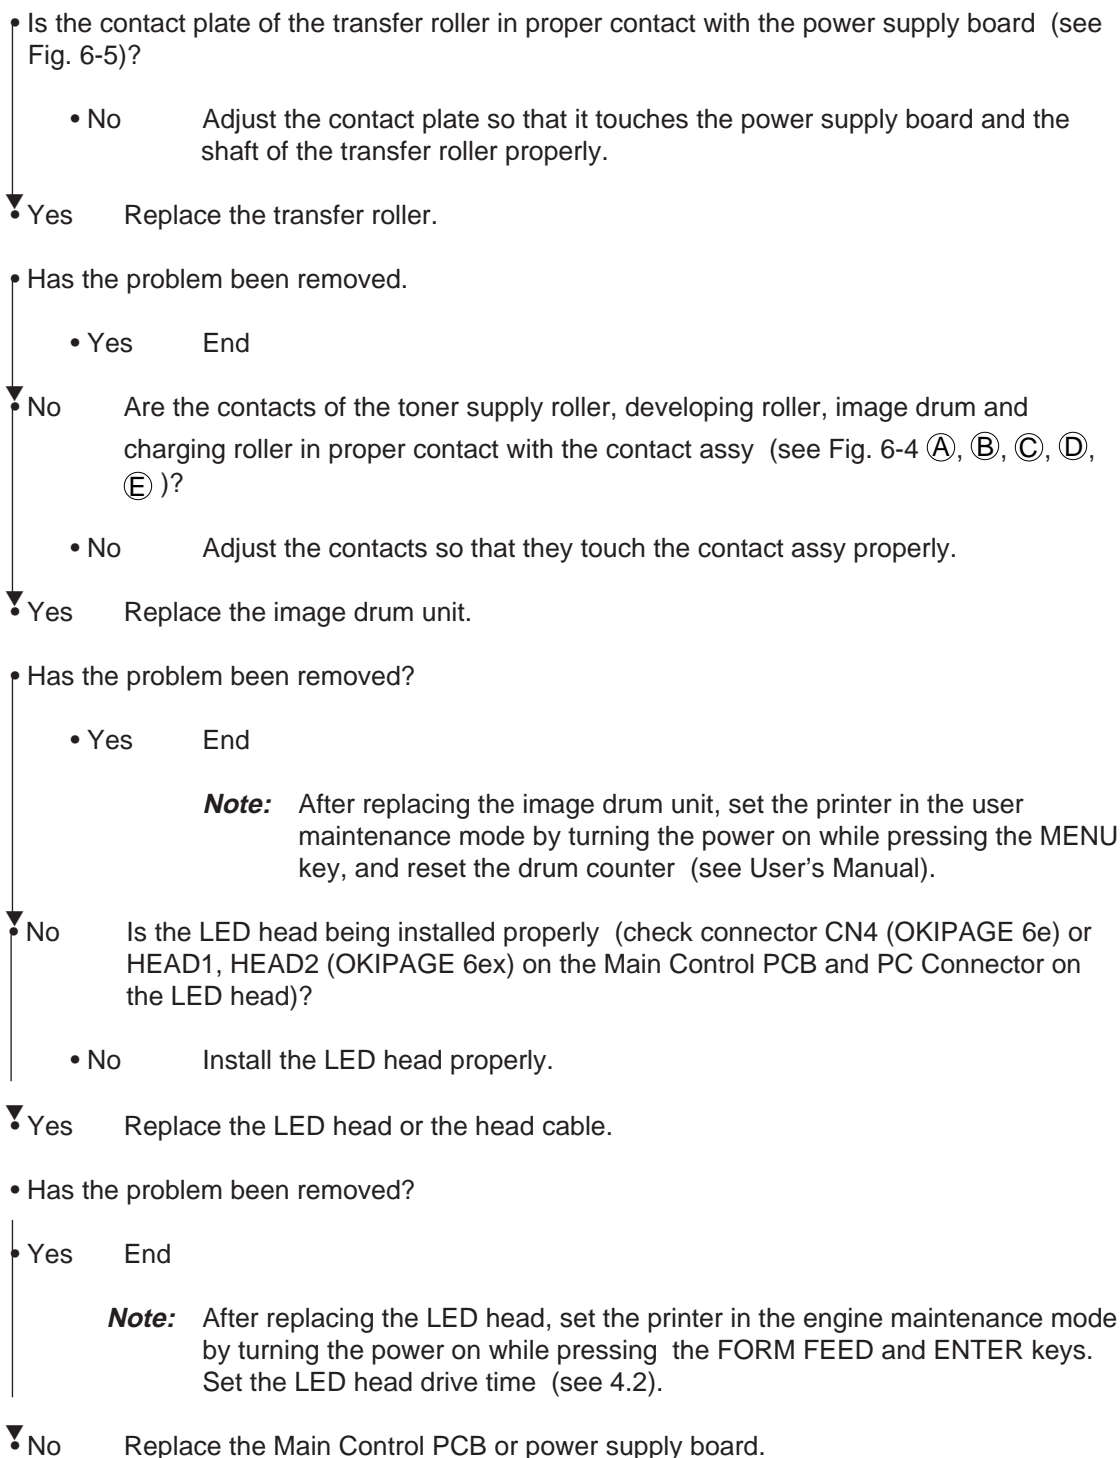 • Is the contact plate of the transfer roller in proper contact with the power supply board (see
Fig. 6-5)?
• No Adjust the contact plate so that it touches the power supply board and the
shaft of the transfer roller properly.
• Yes Replace the transfer roller.
• Has the problem been removed.
• Yes End
• No Are the contacts of the toner supply roller, developing roller, image drum and
charging roller in proper contact with the contact assy (see Fig. 6-4 Ⓐ, Ⓑ, Ⓒ, Ⓓ,
Ⓔ )?
• No Adjust the contacts so that they touch the contact assy properly.
• Yes Replace the image drum unit.
• Has the problem been removed?
• Yes End
Note: After replacing the image drum unit, set the printer in the user
maintenance mode by turning the power on while pressing the MENU
key, and reset the drum counter (see User's Manual).
• No Is the LED head being installed properly (check connector CN4 (OKIPAGE 6e) or
HEAD1, HEAD2 (OKIPAGE 6ex) on the Main Control PCB and PC Connector on
the LED head)?
• No Install the LED head properly.
• Yes Replace the LED head or the head cable.
• Has the problem been removed?
• Yes End
Note: After replacing the LED head, set the printer in the engine maintenance mode
by turning the power on while pressing the FORM FEED and ENTER keys.
Set the LED head drive time (see 4.2).
• No Replace the Main Control PCB or power supply board.